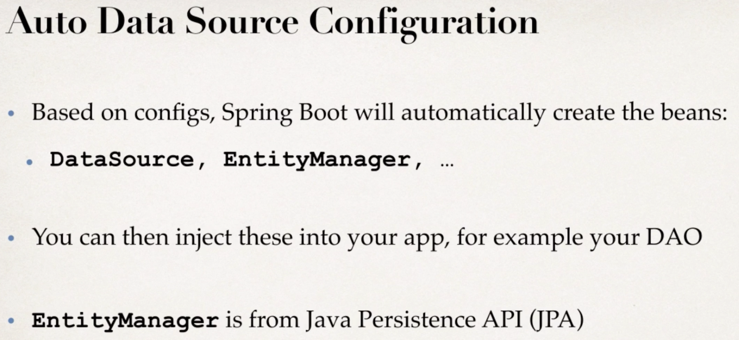 Auto Data Source Configuration
• Based on configs, Spring Boot will automatically create the beans:
• DataSource, EntityManager, …
• You can then inject these into your app, for example your DAO
• EntityManager is from Java Persistence API (JPA)